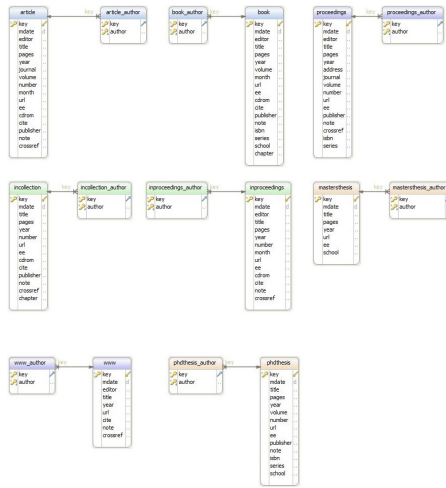 article
key
mdate
editor
title
pages
year
journal
volume
number
month
url
ee
cdrom
cite
publisher
note
crossref
key
article_author
key
author
book_author
key
author
key
book
key
mdate
editor
title
pages
year
volume
month
url
cite
publisher
note
isbn
series
school
chapter
proceedings
key
mdate
editor
title
pages
year
address
journal
volume
number
url
ee
publisher
note
crossref
isbn
series
key
proceedings_author
key
author
incollection
key
mdate
title
pages
year
number
url
ee
cdrom
cite
publisher
note
crossref
chapter
key
incollection_author
key
author
inproceedings_author
key
author
key
inproceedings
key
mdate
editor
title
pages
year
number
month
url
ee
cdrom
cite
note
crossref
mastersthesis
key
mdate
title
pages
year
url
ee
school
key
mastersthesis_author
key
author
www_author
key
author
key
www
key
mdate
editor
title
year
url
cite
note
crossref
phdthesis_author
key
author
key
phdthesis
key
mdate
title
pages
year
volume
number
url
ee
publisher
note
isbn
series
school